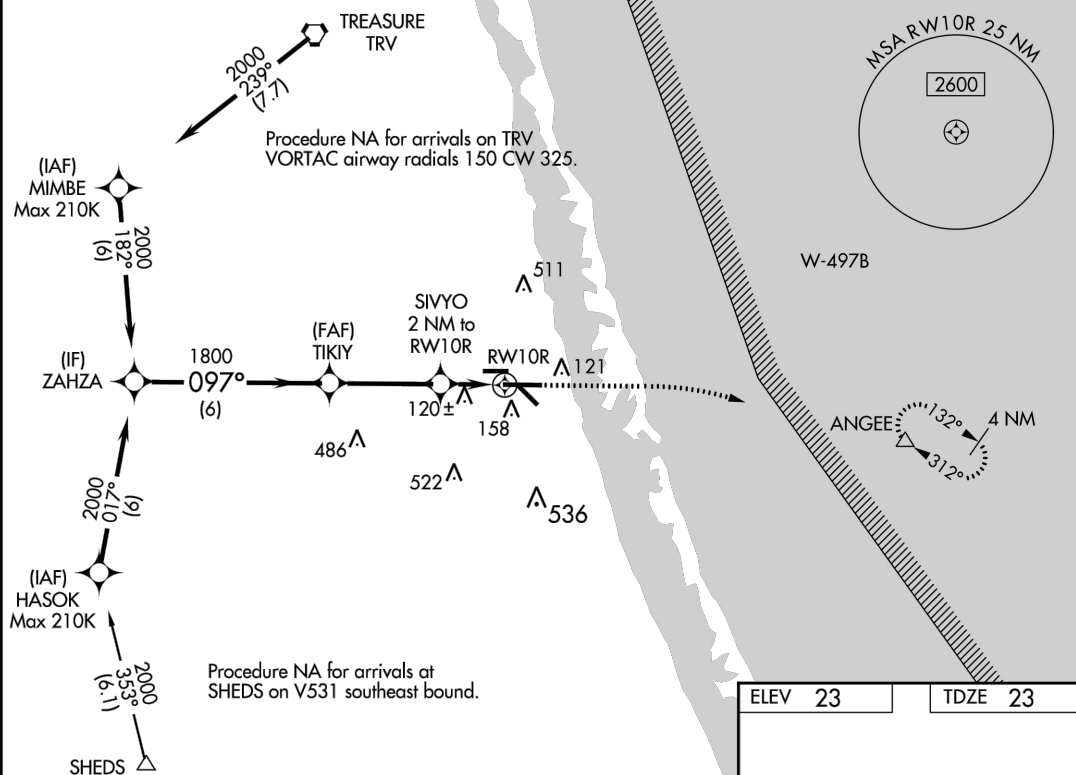 TREASURE
TRV
2000
239°
(7.7)
MSA RW10R 25 NM
2600
Procedure NA for arrivals on TRV
VORTAC airway radials 150 CW 325.
(IAF)
MIMBE
Max 210K
2000
182°
(6)
511
W-497B
SIVYO
2 NM to
RW10R
(FAF)
TIKIY
(IF)
ZAHZA
1800
097°
(6)
RW10R
121
120±
158
ANGEE
132°
4 NM
312°
486
522
536
2000
017°
(6)
(IAF)
HASOK
Max 210K
2000
353°
(6.1)
Procedure NA for arrivals at
SHEDS on V531 southeast bound.
SHEDS
ELEV 23
TDZE 23